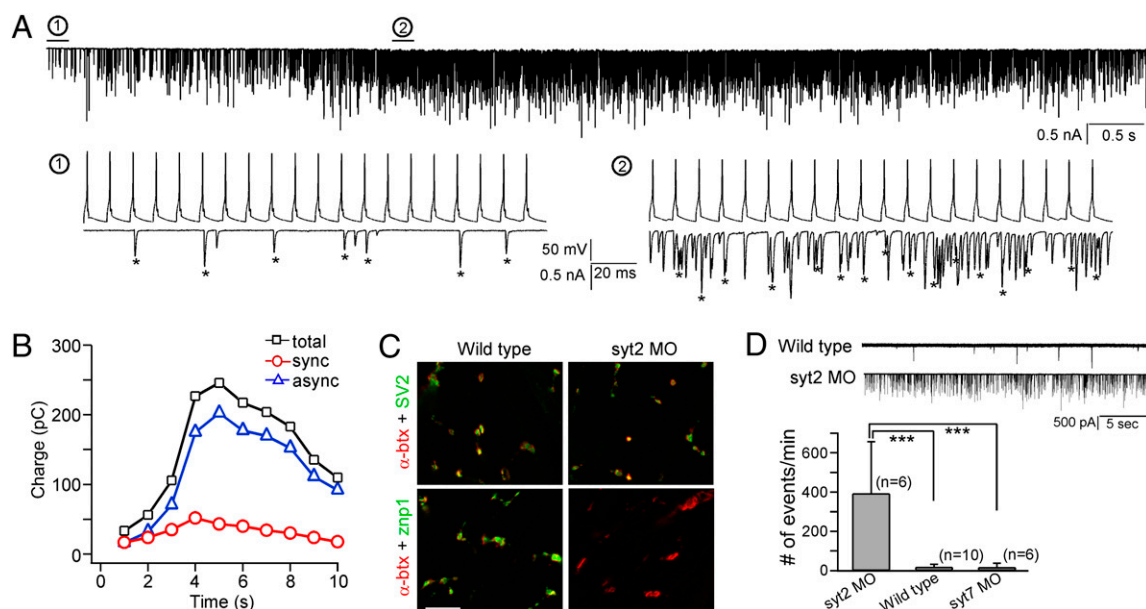 A
① ②
0.5 nA 0.5 s
① ②
50 mV
0.5 nA 20 ms
* * * * * * *
* * * * * * * * * * * * * * *
B
total
sync
async
300
200
100
0
Charge (pC)
0 2 4 6 8 10
Time (s)
C
Wild type syt2 MO
α-btx + SV2
α-btx + znp1
D
Wild type
syt2 MO
500 pA 5 sec
*** ***
600
400
200
0
# of events/min
(n=6)
(n=10) (n=6)
syt2 MO Wild type syt7 MO